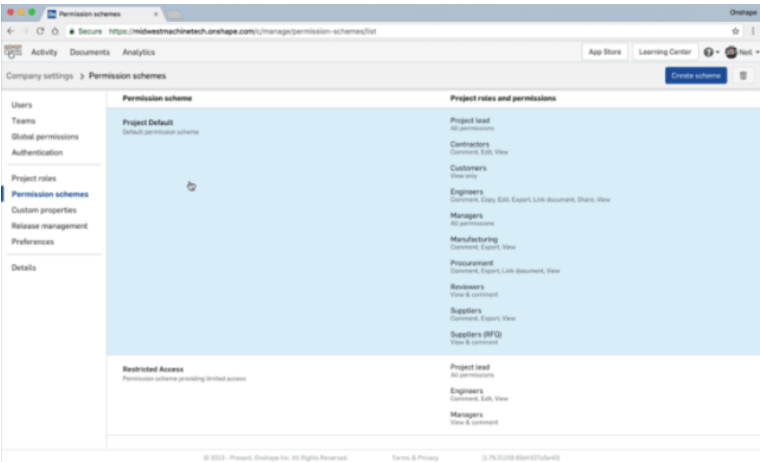 Permission schemes
Onshape
Secure https://midwestmachinetech.onshape.com/c/manage/permission-schemes/list
Activity Documents Analytics
App Store Learning Center Neil
Company settings > Permission schemes
Create scheme
Users
Teams
Global permissions
Authentication
Project roles
Permission schemes
Custom properties
Release management
Preferences
Details
Permission scheme Project roles and permissions
Project Default
Default permission scheme
Project lead
All permissions
Contractors
Comment, Edit, View
Customers
View only
Engineers
Comment, Copy, Edit, Export, Link document, Share, View
Managers
All permissions
Manufacturing
Comment, Export, View
Procurement
Comment, Export, Link document, View
Reviewers
View & comment
Suppliers
Comment, Export, View
Suppliers (RFQ)
View & comment
Restricted Access
Permission scheme providing limited access
Project lead
All permissions
Engineers
Comment, Edit, View
Managers
View & comment
© 2013 - Present, Onshape Inc. All Rights Reserved. Terms & Privacy